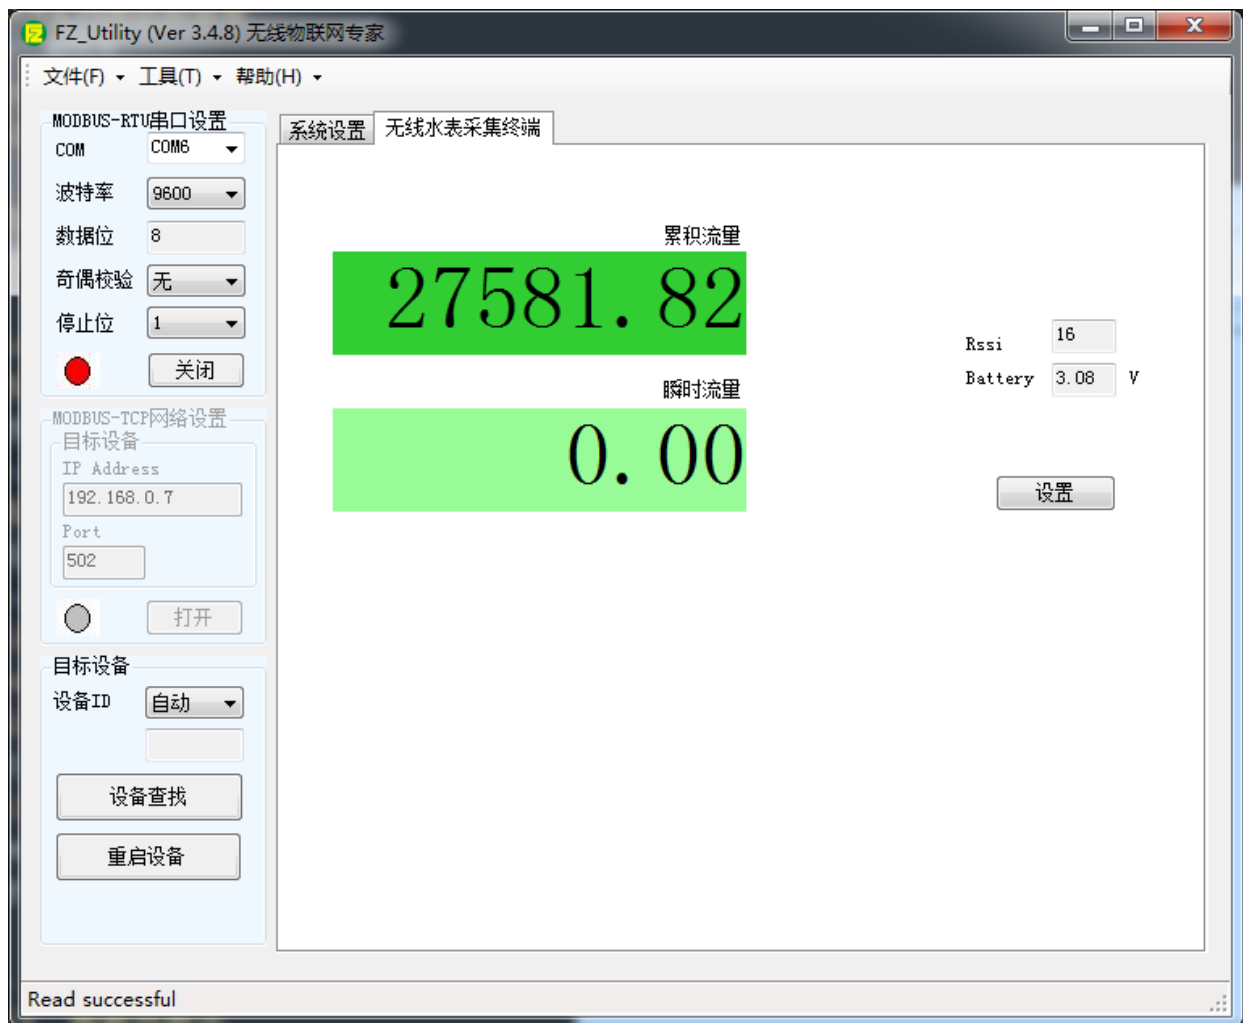 FZ_Utility (Ver 3.4.8) 无线物联网专家
文件(F) 工具(T) 帮助(H)
MODBUS-RTU串口设置
COM COM6
波特率 9600
数据位 8
奇偶校验 无
停止位 1
关闭
MODBUS-TCP网络设置
目标设备
IP Address
192.168.0.7
Port
502
打开
目标设备
设备ID 自动
设备查找
重启设备
系统设置 无线水表采集终端
累积流量
27581.82
瞬时流量
0.00
Rssi 16
Battery 3.08 V
设置
Read successful